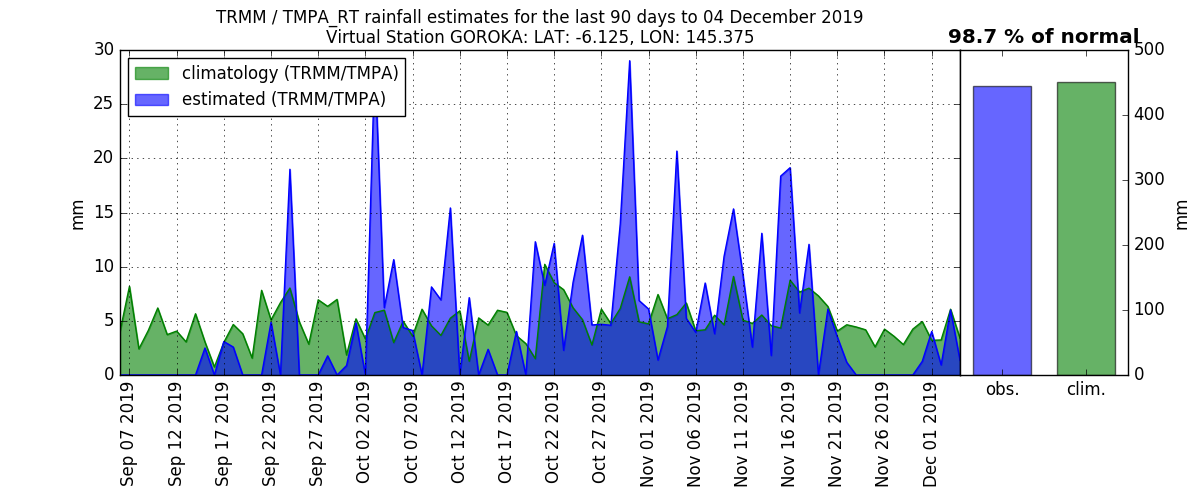 TRMM / TMPA_RT rainfall estimates for the last 90 days to 04 December 2019
Virtual Station GOROKA: LAT: -6.125, LON: 145.375
98.7 % of normal
climatology (TRMM/TMPA)
estimated (TRMM/TMPA)
30
25
20
15
10
5
0
mm
500
400
300
200
100
0
mm
Sep 07 2019
Sep 12 2019
Sep 17 2019
Sep 22 2019
Sep 27 2019
Oct 02 2019
Oct 07 2019
Oct 12 2019
Oct 17 2019
Oct 22 2019
Oct 27 2019
Nov 01 2019
Nov 06 2019
Nov 11 2019
Nov 16 2019
Nov 21 2019
Nov 26 2019
Dec 01 2019
obs.
clim.